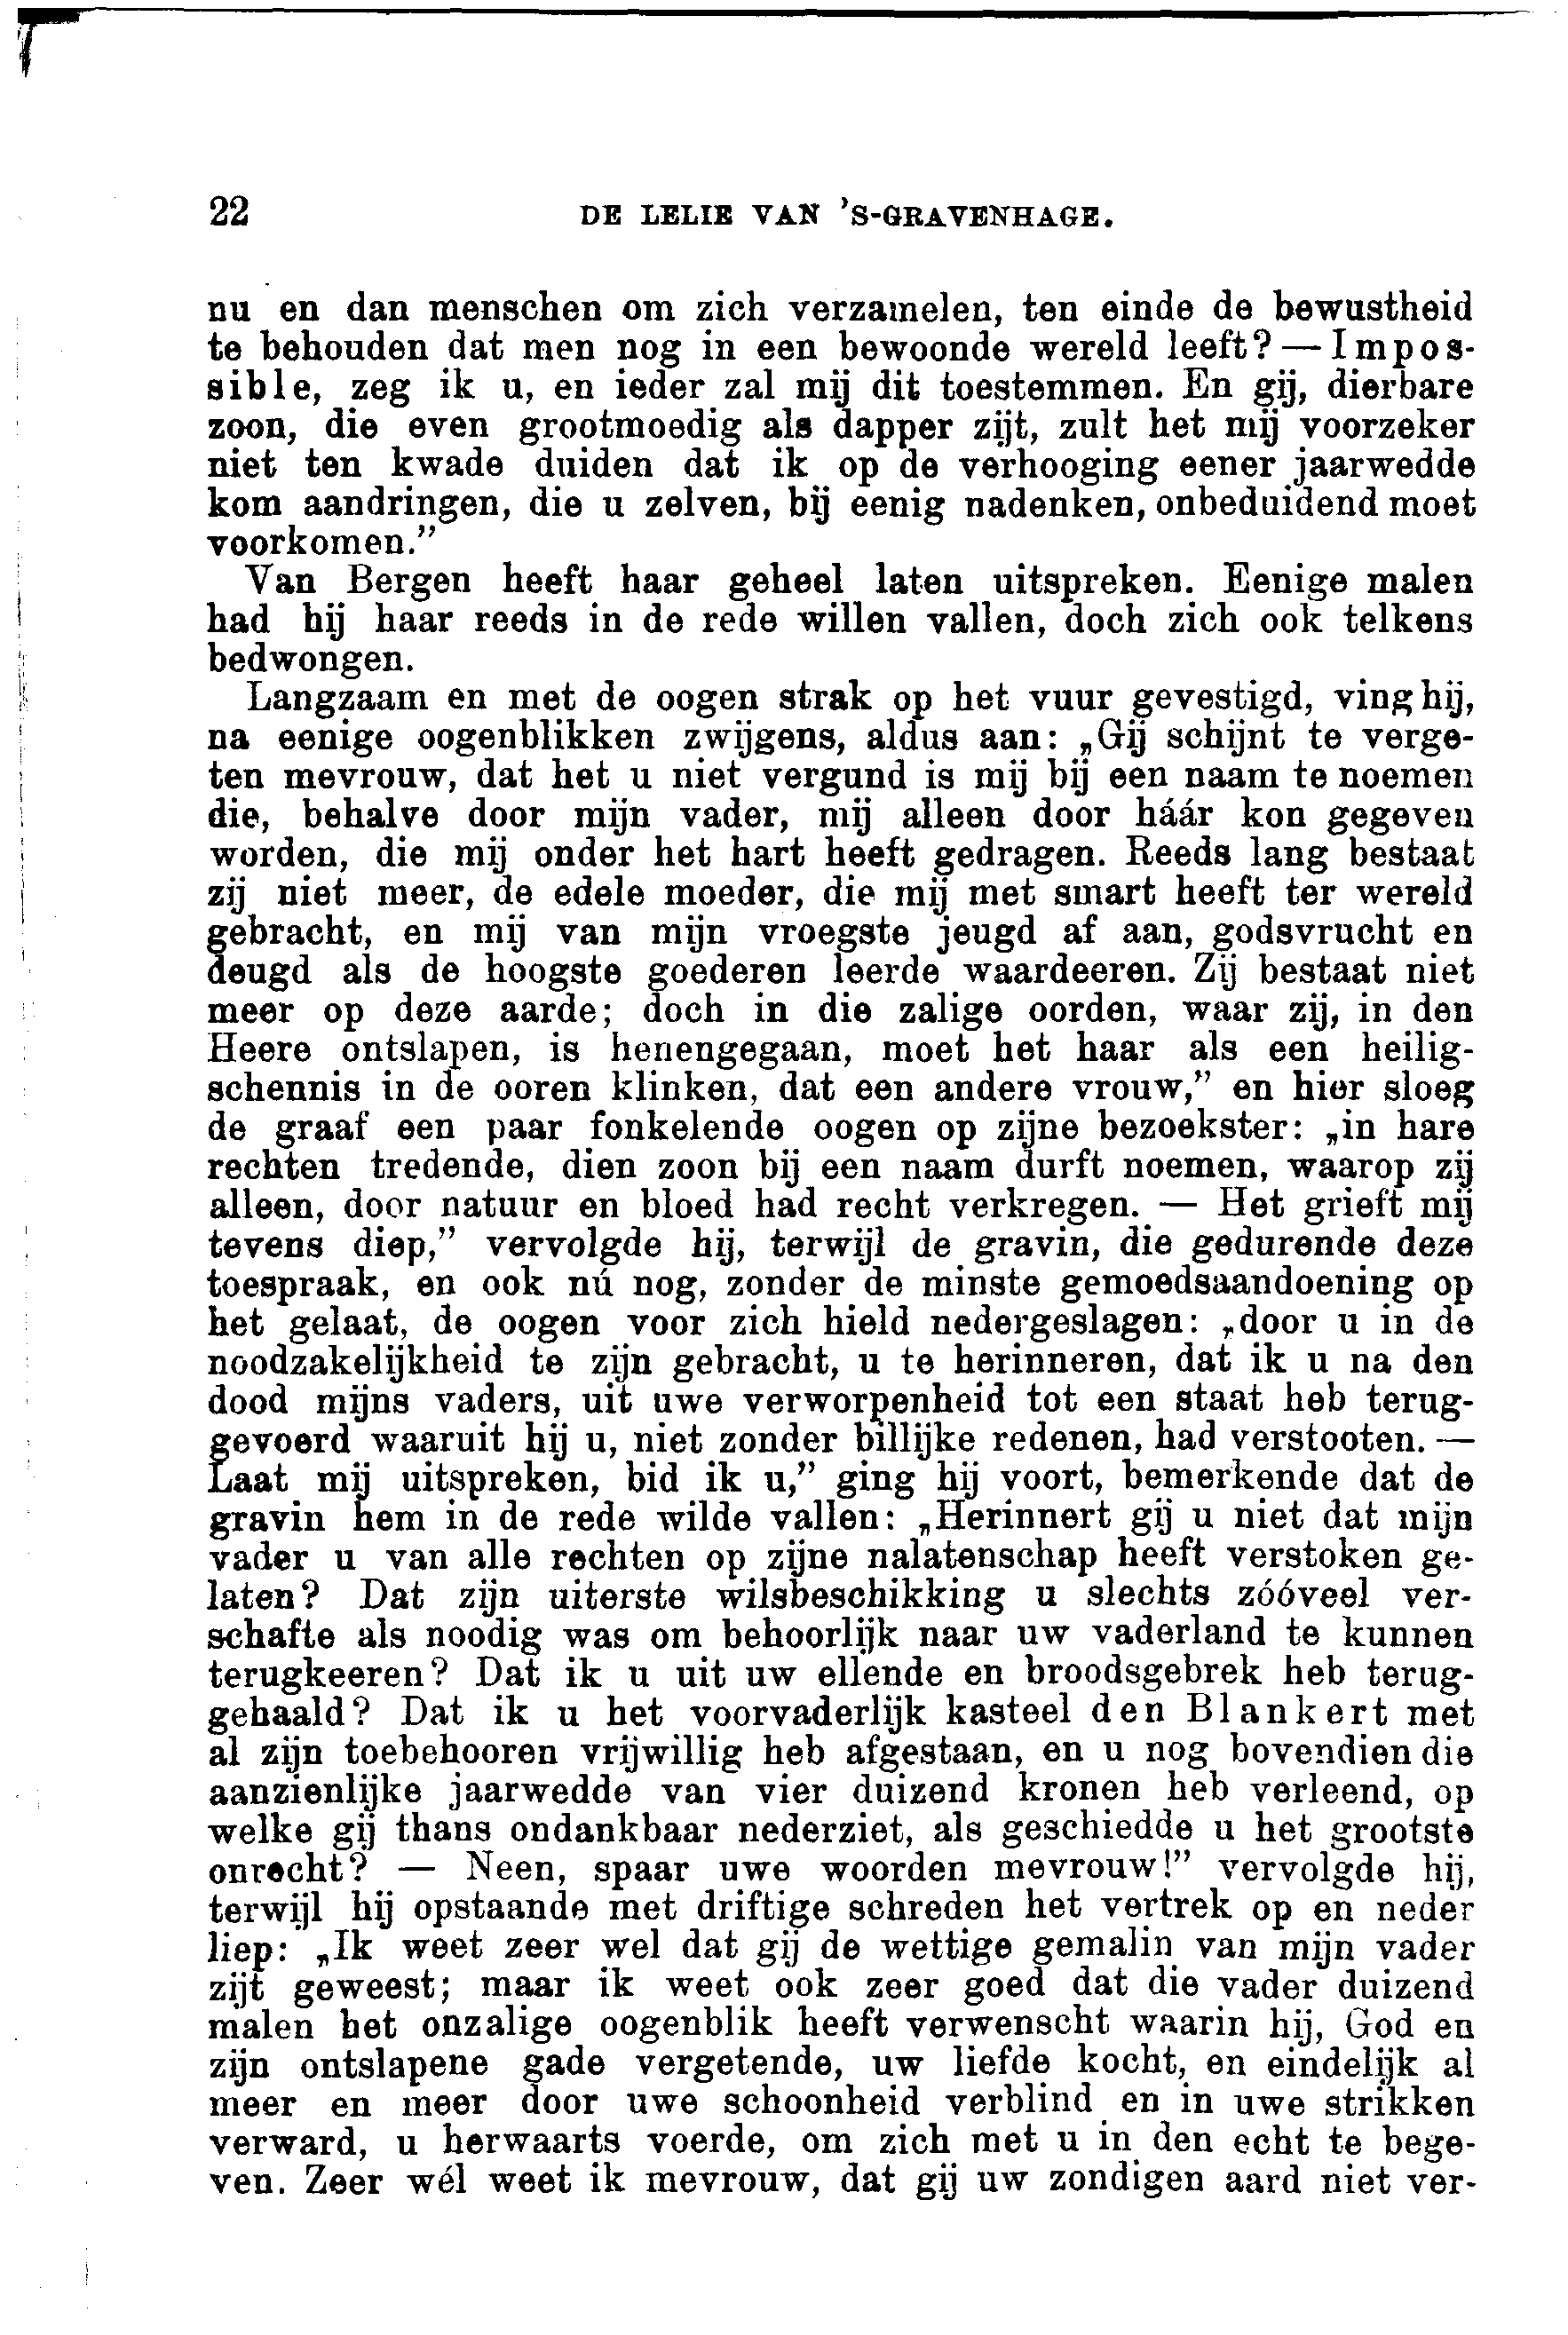 22 DE LELIE VAN 'S-GRAVENHAGE.
nu en dan menschen om zich verzamelen, ten einde de bewustheid
te behouden dat men nog in een bewoonde wereld leeft? — Impos-
sible, zeg ik u, en ieder zal mij dit toestemmen. En gij, dierbare
zoon, die even grootmoedig als dapper zijt, zult het mij voorzeker
niet ten kwade duiden dat ik op de verhooging eener jaarwedde
kom aandringen, die u zelven, bij eenig nadenken, onbeduidend moet
voorkomen.”
Van Bergen heeft haar geheel laten uitspreken. Eenige malen
had hij haar reeds in de rede willen vallen, doch zich ook telkens
bedwongen.
Langzaam en met de oogen strak op het vuur gevestigd, ving hij,
na eenige oogenblikken zwijgens, aldus aan: „Gij schijnt te verge-
ten mevrouw, dat het u niet vergund is mij bij een naam te noemen
die, behalve door mijn vader, mij alleen door háár kon gegeven
worden, die mij onder het hart heeft gedragen. Reeds lang bestaat
zij niet meer, de edele moeder, die mij met smart heeft ter wereld
gebracht, en mij van mijn vroegste jeugd af aan, godsvrucht en
deugd als de hoogste goederen leerde waardeeren. Zij bestaat niet
meer op deze aarde; doch in die zalige oorden, waar zij, in den
Heere ontslapen, is henengegaan, moet het haar als een heilig-
schennis in de ooren klinken, dat een andere vrouw,” en hier sloeg
de graaf een paar fonkelende oogen op zijne bezoekster: „in hare
rechten tredende, dien zoon bij een naam durft noemen, waarop zij
alleen, door natuur en bloed had recht verkregen. — Het grieft mij
tevens diep,” vervolgde hij, terwijl de gravin, die gedurende deze
toespraak, en ook nú nog, zonder de minste gemoedsaandoening op
het gelaat, de oogen voor zich hield nedergeslagen: „door u in de
noodzakelijkheid te zijn gebracht, u te herinneren, dat ik u na den
dood mijns vaders, uit uwe verworpenheid tot een staat heb terug-
gevoerd waaruit hij u, niet zonder billijke redenen, had verstooten. —
Laat mij uitspreken, bid ik u,” ging hij voort, bemerkende dat de
gravin hem in de rede wilde vallen: „Herinnert gij u niet dat mijn
vader u van alle rechten op zijne nalatenschap heeft verstoken ge-
laten? Dat zijn uiterste wilsbeschikking u slechts zóóveel ver-
schafte als noodig was om behoorlijk naar uw vaderland te kunnen
terugkeeren? Dat ik u uit uw ellende en broodsgebrek heb terug-
gehaald? Dat ik u het voorvaderlijk kasteel den Blankert met
al zijn toebehooren vrijwillig heb afgestaan, en u nog bovendien die
aanzienlijke jaarwedde van vier duizend kronen heb verleend, op
welke gij thans ondankbaar nederziet, als geschiedde u het grootste
onrecht? — Neen, spaar uwe woorden mevrouw!” vervolgde hij,
terwijl hij opstaande met driftige schreden het vertrek op en neder
liep: „Ik weet zeer wel dat gij de wettige gemalin van mijn vader
zijt geweest; maar ik weet ook zeer goed dat die vader duizend
malen het onzalige oogenblik heeft verwenscht waarin hij, God en
zijn ontslapene gade vergetende, uw liefde kocht, en eindelijk al
meer en meer door uwe schoonheid verblind en in uwe strikken
verward, u herwaarts voerde, om zich met u in den echt te bege-
ven. Zeer wél weet ik mevrouw, dat gij uw zondigen aard niet ver-